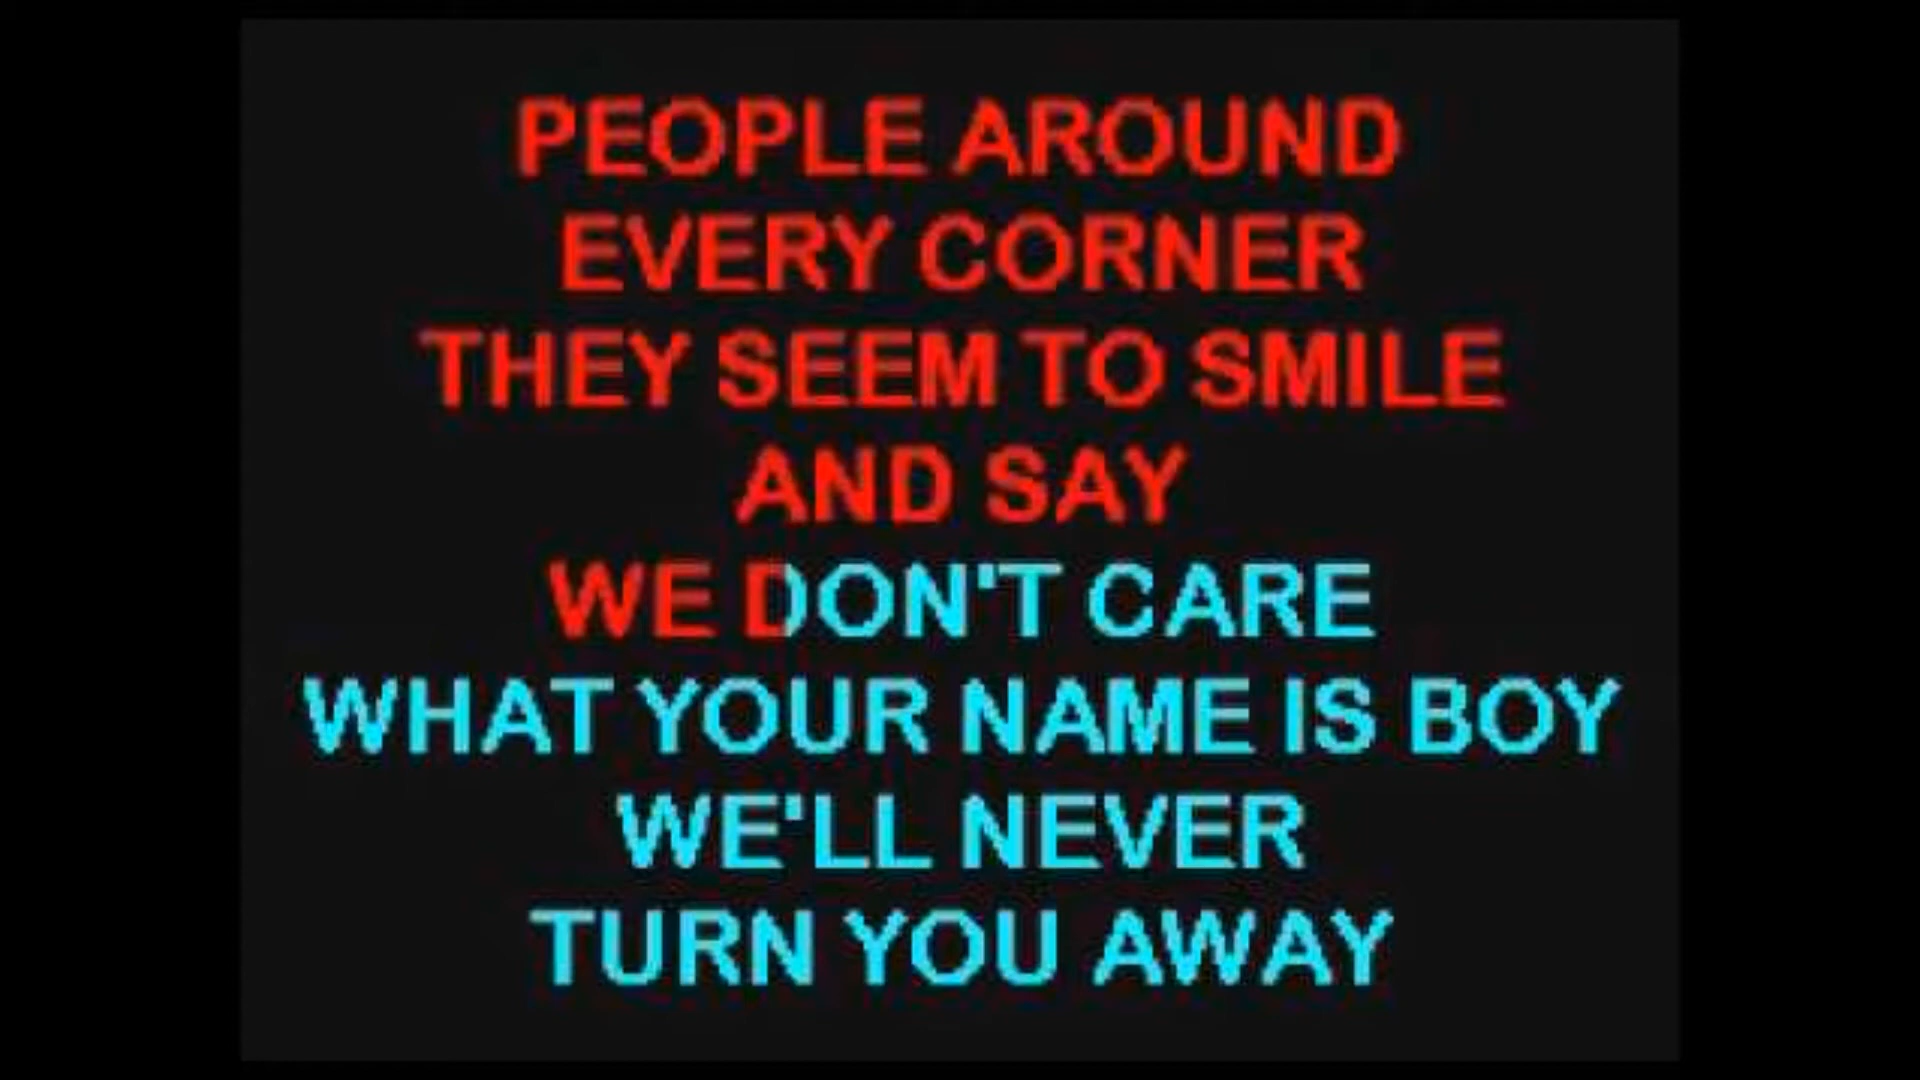 PEOPLE AROUND
EVERY CORNER
THEY SEEM TO SMILE
AND SAY
WE DON'T CARE
WHAT YOUR NAME IS BOY
WE'LL NEVER
TURN YOU AWAY